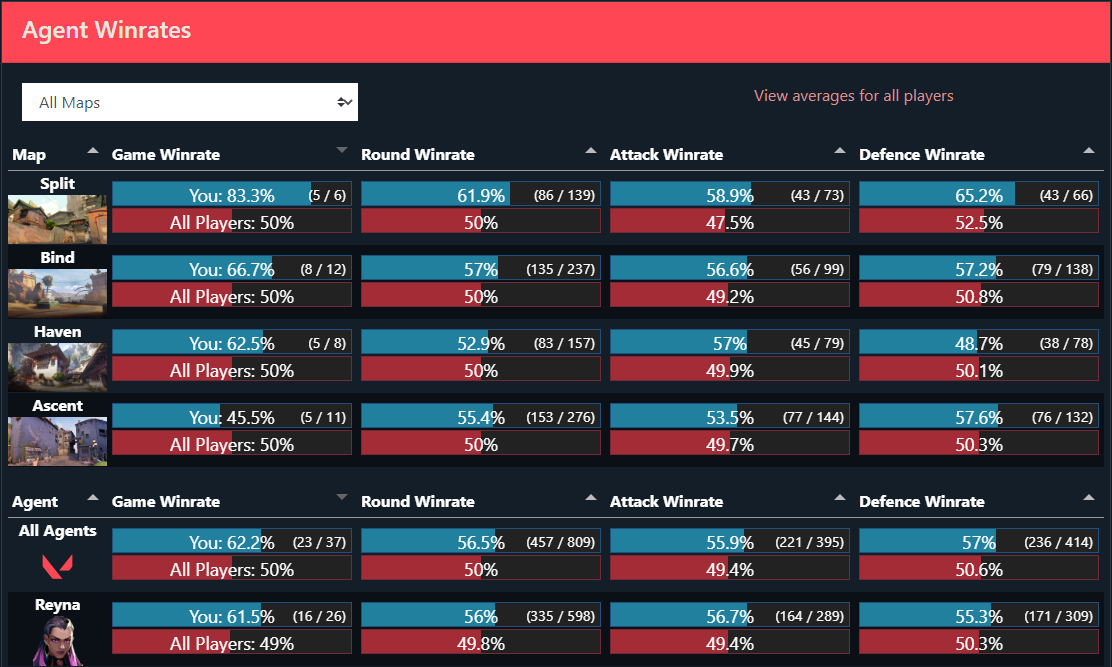 Agent Winrates
All Maps
View averages for all players
Map Game Winrate Round Winrate Attack Winrate Defence Winrate
Split
You: 83.3% (5 / 6) 61.9% (86 / 139) 58.9% (43 / 73) 65.2% (43 / 66)
All Players: 50% 50% 47.5% 52.5%
Bind
You: 66.7% (8 / 12) 57% (135 / 237) 56.6% (56 / 99) 57.2% (79 / 138)
All Players: 50% 50% 49.2% 50.8%
Haven
You: 62.5% (5 / 8) 52.9% (83 / 157) 57% (45 / 79) 48.7% (38 / 78)
All Players: 50% 50% 49.9% 50.1%
Ascent
You: 45.5% (5 / 11) 55.4% (153 / 276) 53.5% (77 / 144) 57.6% (76 / 132)
All Players: 50% 50% 49.7% 50.3%
Agent Game Winrate Round Winrate Attack Winrate Defence Winrate
All Agents
You: 62.2% (23 / 37) 56.5% (457 / 809) 55.9% (221 / 395) 57% (236 / 414)
All Players: 50% 50% 49.4% 50.6%
Reyna
You: 61.5% (16 / 26) 56% (335 / 598) 56.7% (164 / 289) 55.3% (171 / 309)
All Players: 49% 49.8% 49.4% 50.3%